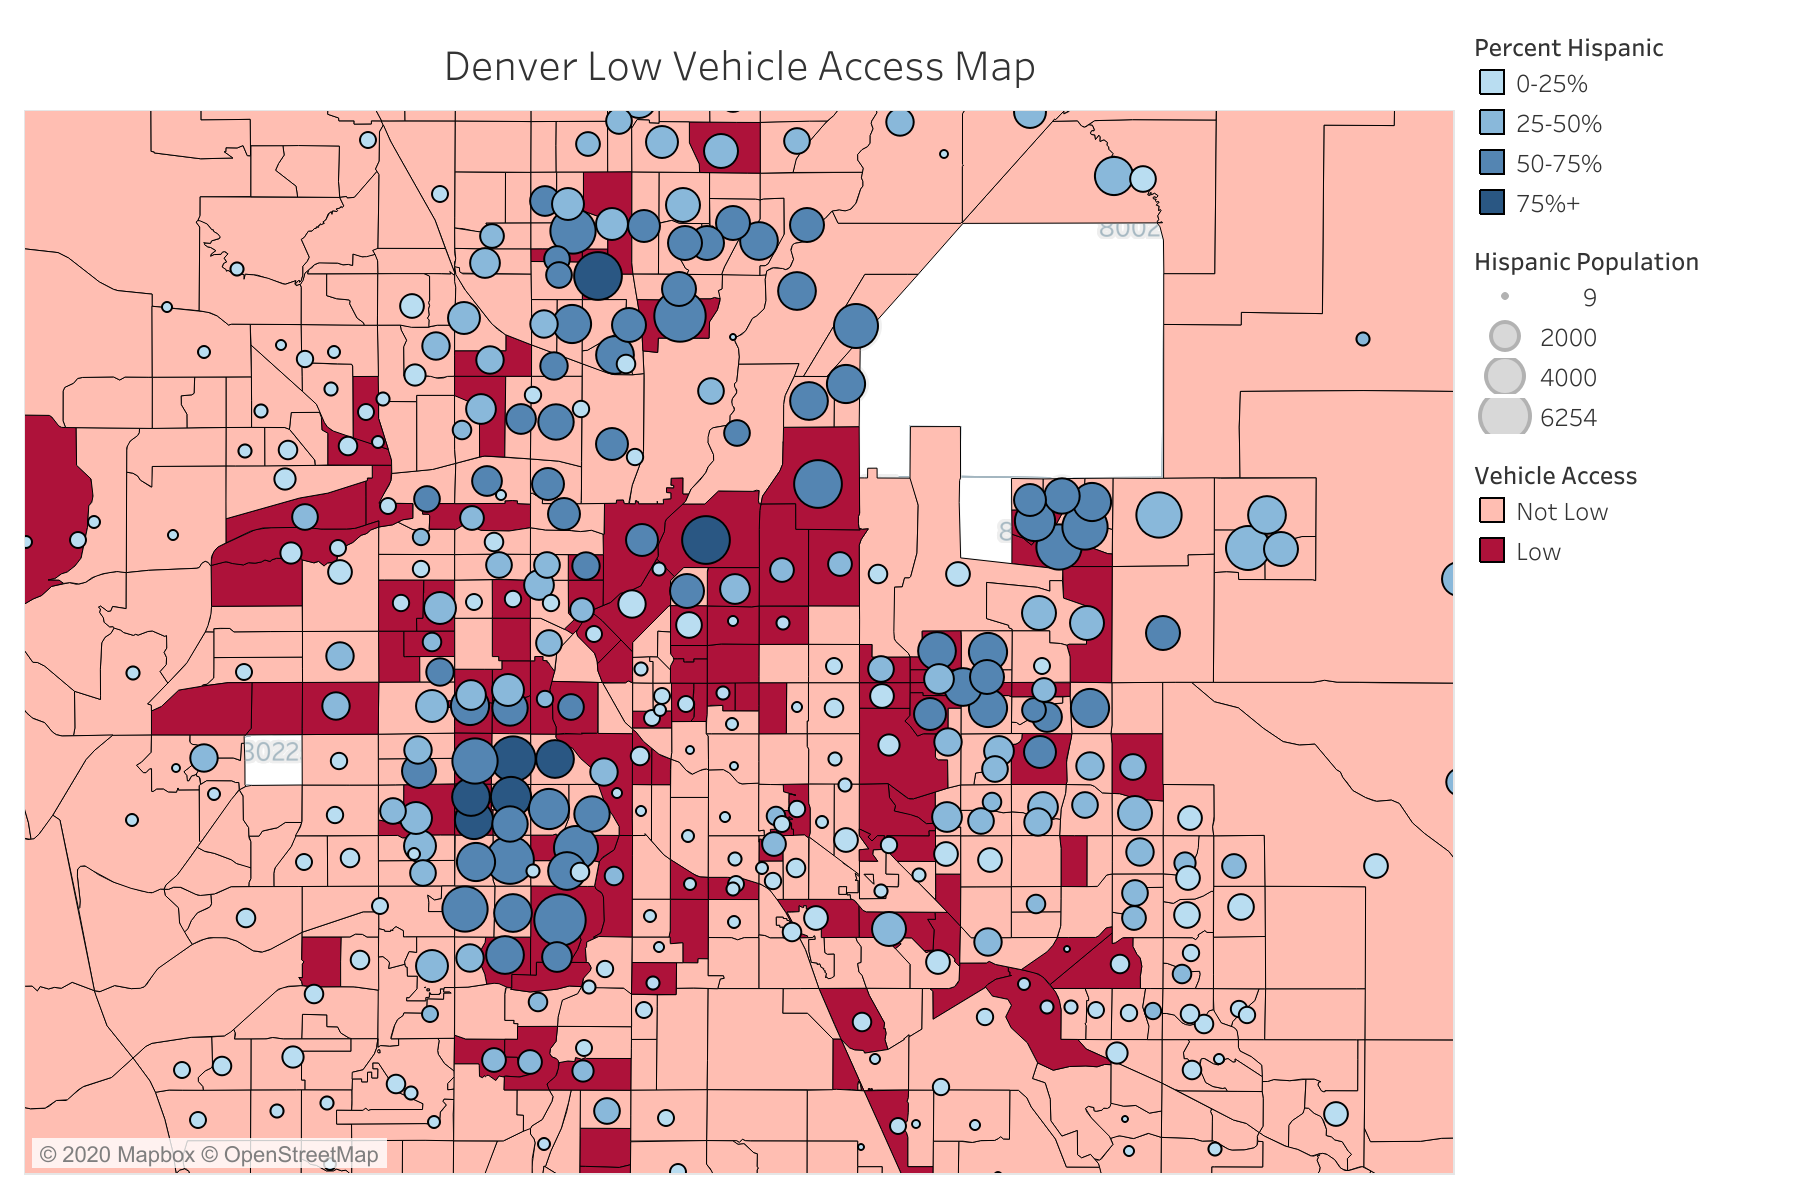 Denver Low Vehicle Access Map
Percent Hispanic
0-25%
25-50%
50-75%
75%+
Hispanic Population
9
2000
4000
6254
Vehicle Access
Not Low
Low
8002
8
8022
© 2020 Mapbox © OpenStreetMap